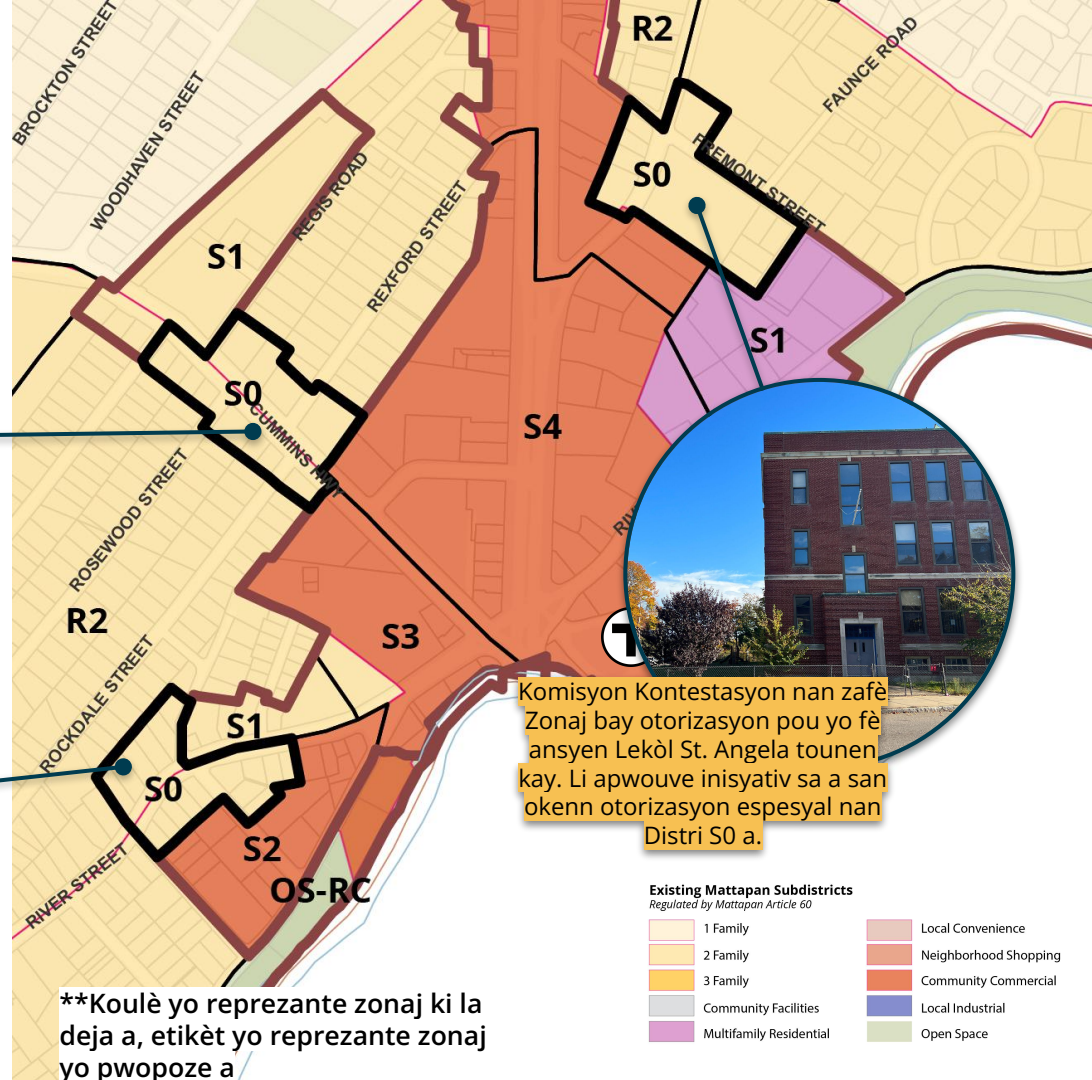 BROCKTON STREET
WOODHAVEN STREET
REGIS ROAD
REXFORD STREET
R2
FAUNCE ROAD
FREMONT STREET
S0
S1
S1
S0
CUMMINS HWY
S4
ROSEWOOD STREET
R2
ROCKDALE STREET
S3
T
S1
S0
S2
OS-RC
RIVER STREET
Komisyon Kontestasyon nan zafè
Zonaj bay otorizasyon pou yo fè
ansyen Lekòl St. Angela tounen
kay. Li apwouve inisyativ sa a san
okenn otorizasyon espesyal nan
Distri S0 a.
Existing Mattapan Subdistricts
Regulated by Mattapan Article 60
1 Family
2 Family
3 Family
Community Facilities
Multifamily Residential
Local Convenience
Neighborhood Shopping
Community Commercial
Local Industrial
Open Space
**Koulè yo reprezante zonaj ki la
deja a, etikèt yo reprezante zonaj
yo pwopoze a